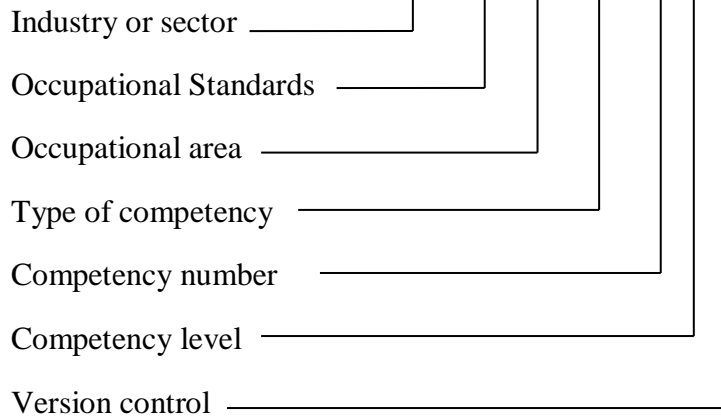 Industry or sector
Occupational Standards
Occupational area
Type of competency
Competency number
Competency level
Version control